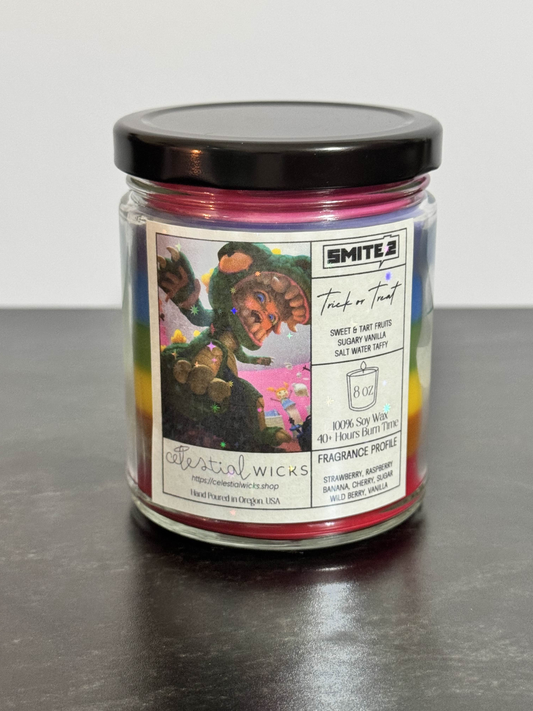 SMITE 2
Trick or Treat
SWEET & TART FRUITS
SUGARY VANILLA
SALT WATER TAFFY
8 OZ
100% Soy Wax
40+ Hours Burn Time
FRAGRANCE PROFILE
STRAWBERRY, RASPBERRY
BANANA, CHERRY, SUGAR
WILD BERRY, VANILLA
celestial WICKS
https://celestialwicks.shop
Hand Poured in Oregon, USA